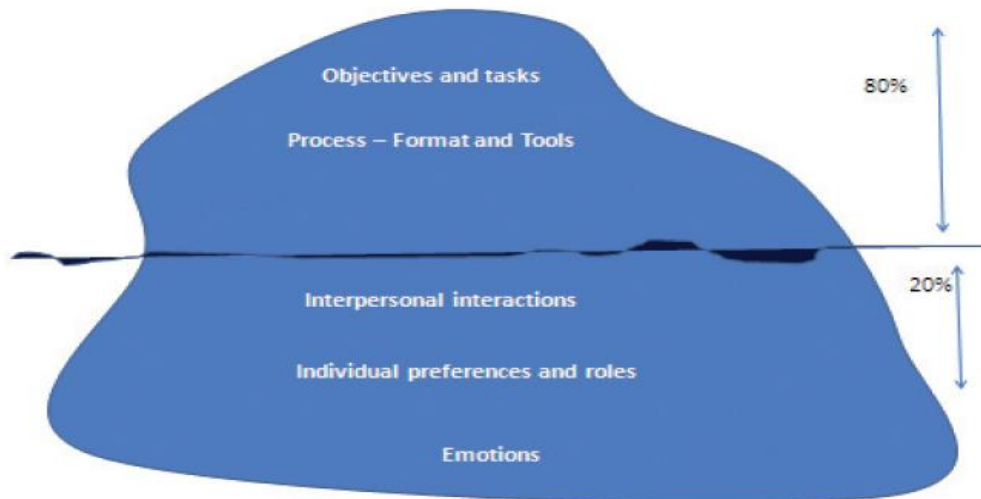 Objectives and tasks
80%
Process – Format and Tools
Interpersonal interactions
20%
Individual preferences and roles
Emotions